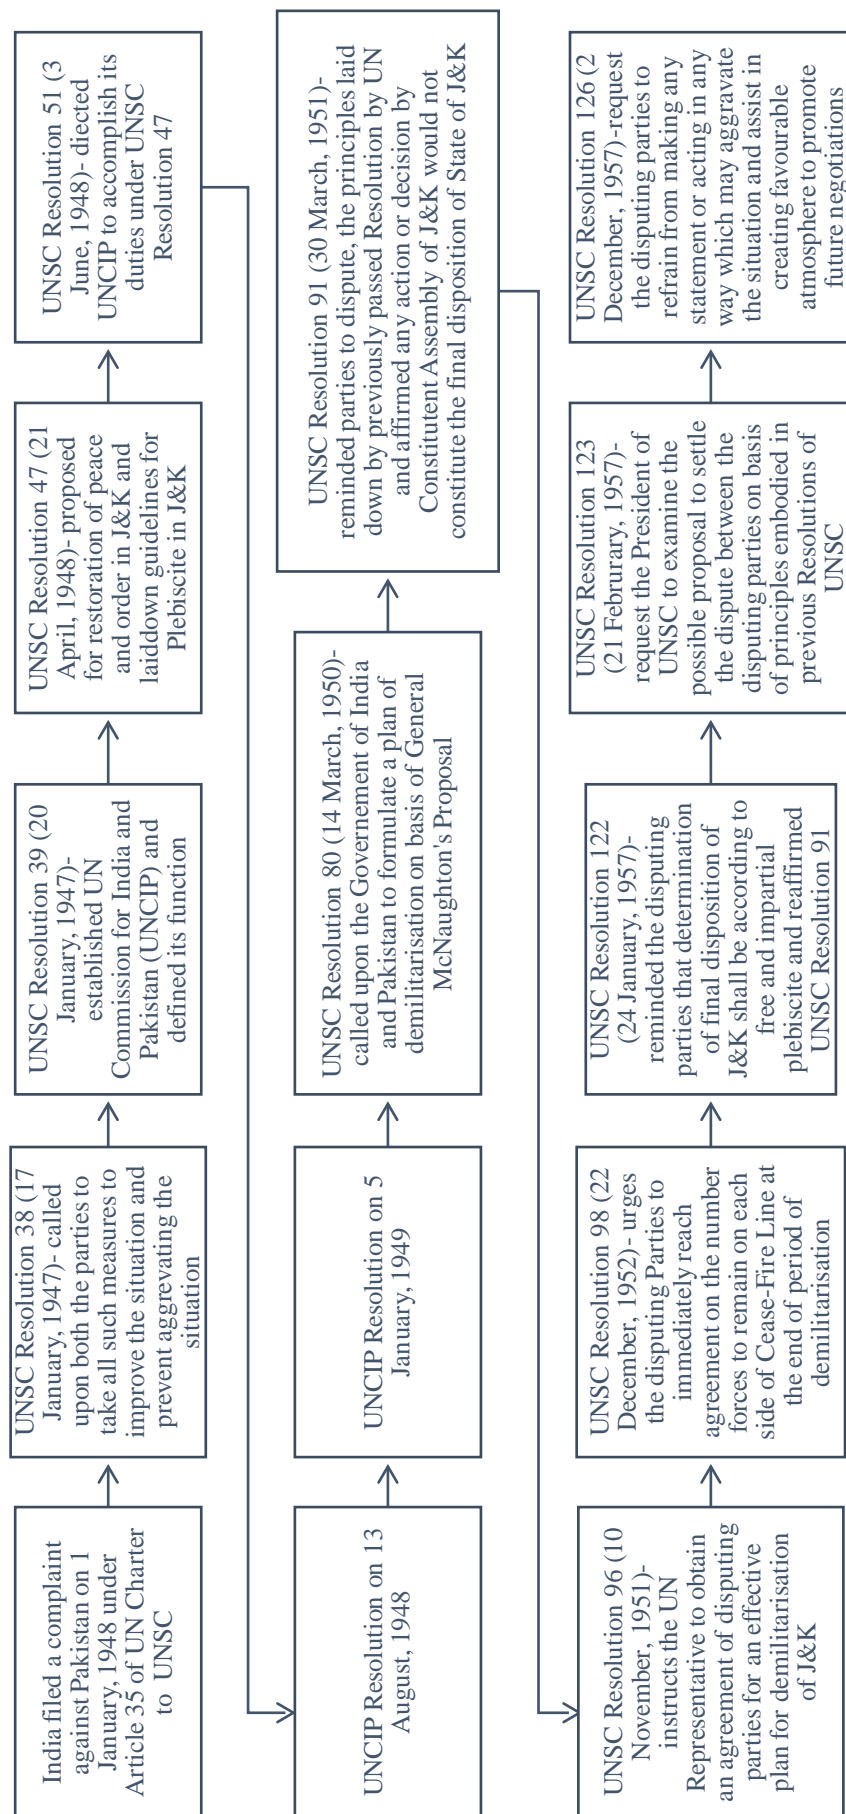 India filed a complaint
against Pakistan on 1
January, 1948 under
Article 35 of UN Charter
to UNSC
UNSC Resolution 38 (17
January, 1947)- called
upon both the parties to
take all such measures to
improve the situation and
prevent aggrevating the
situation
UNSC Resolution 39 (20
January, 1947)-
established UN
Commission for India and
Pakistan (UNCIP) and
defined its function
UNSC Resolution 47 (21
April, 1948)- proposed
for restoration of peace
and order in J&K and
laiddown guidelines for
Plebiscite in J&K
UNSC Resolution 51 (3
June, 1948)- diected
UNCIP to accomplish its
duties under UNSC
Resolution 47
UNCIP Resolution on 13
August, 1948
UNCIP Resolution on 5
January, 1949
UNSC Resolution 80 (14 March, 1950)-
called upon the Governement of India
and Pakistan to formulate a plan of
demilitarisation on basis of General
McNaughton's Proposal
UNSC Resolution 91 (30 March, 1951)-
reminded parties to dispute, the principles laid
down by previously passed Resolution by UN
and affirmed any action or decision by
Constitutent Assembly of J&K would not
constitute the final disposition of State of J&K
UNSC Resolution 96 (10
November, 1951)-
instructs the UN
Representative to obtain
an agreement of disputing
parties for an effective
plan for demilitarisation
of J&K
UNSC Resolution 98 (22
December, 1952)- urges
the disputing Parties to
immediately reach
agreement on the number
forces to remain on each
side of Cease-Fire Line at
the end of period of
demilitarisation
UNSC Resolution 122
(24 January, 1957)-
reminded the disputing
parties that determination
of final disposition of
J&K shall be according to
free and impartial
plebiscite and reaffirmed
UNSC Resolution 91
UNSC Resolution 123
(21 Februrary, 1957)-
request the President of
UNSC to examine the
possible proposal to settle
the dispute between the
disputing parties on basis
of principles embodied in
previous Resolutions of
UNSC
UNSC Resolution 126 (2
December, 1957)-request
the disputing parties to
refrain from making any
statement or acting in any
way which may aggravate
the situation and assist in
creating favourable
atmosphere to promote
future negotiations